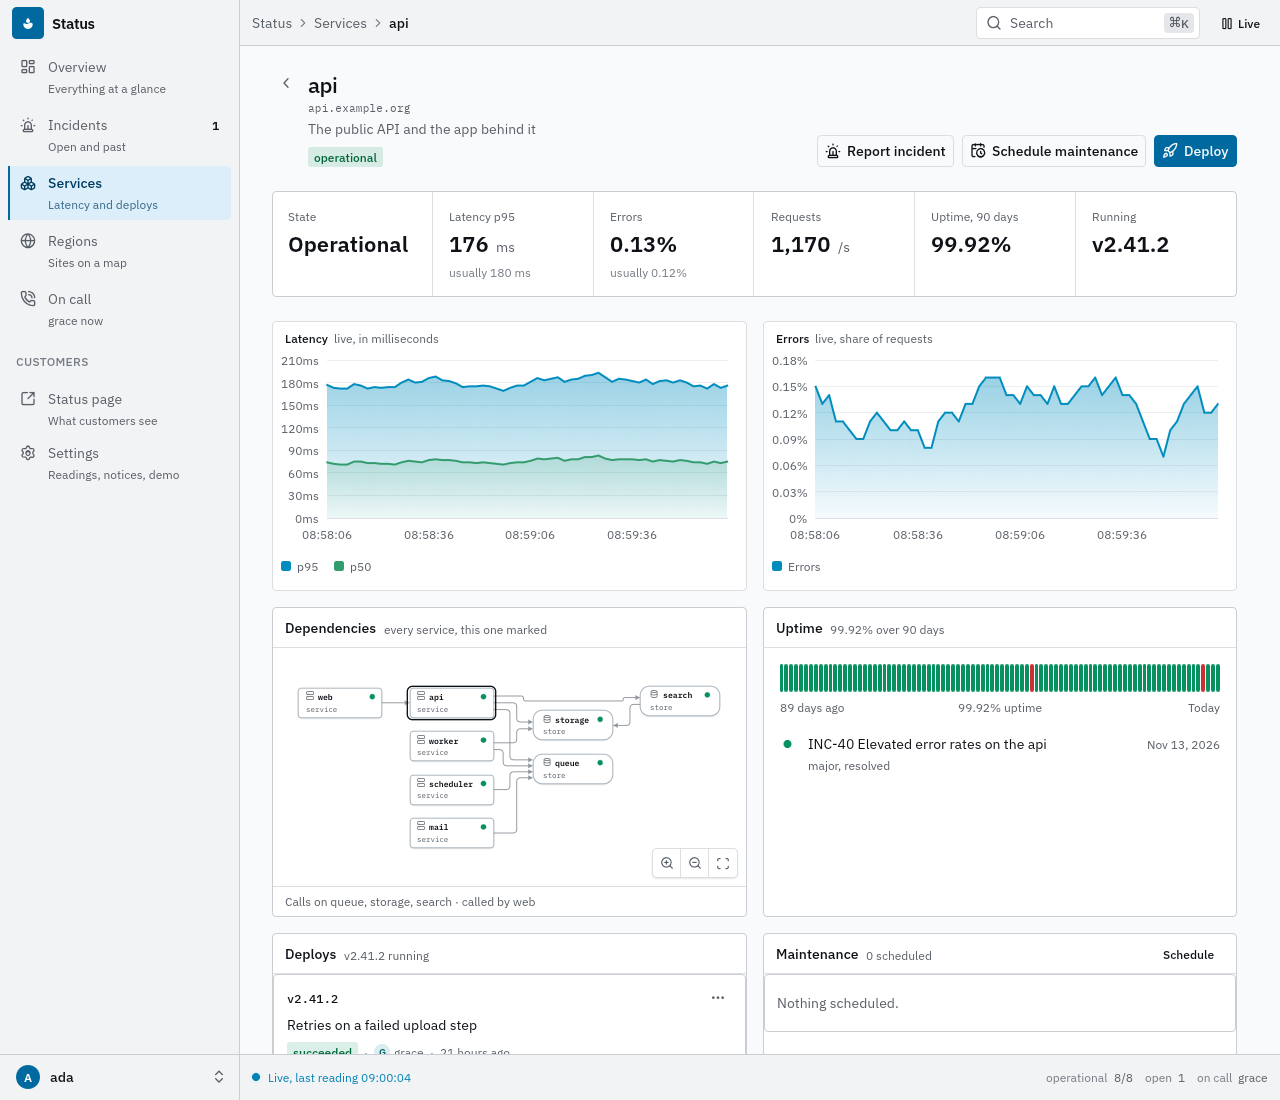 Status
Overview
Everything at a glance
Incidents 1
Open and past
Services
Latency and deploys
Regions
Sites on a map
On call
grace now
CUSTOMERS
Status page
What customers see
Settings
Readings, notices, demo
A ada
Status > Services > api
Search ⌘K
Live
api
api.example.org
The public API and the app behind it
operational
Report incident
Schedule maintenance
Deploy
State
Operational
Latency p95
176 ms
usually 180 ms
Errors
0.13%
usually 0.12%
Requests
1,170 /s
Uptime, 90 days
99.92%
Running
v2.41.2
Latency live, in milliseconds
210ms
180ms
150ms
120ms
90ms
60ms
30ms
0ms
08:58:06 08:58:36 08:59:06 08:59:36
p95 p50
Errors live, share of requests
0.18%
0.15%
0.12%
0.09%
0.06%
0.03%
0%
08:58:06 08:58:36 08:59:06 08:59:36
Errors
Dependencies every service, this one marked
web
service
api
service
worker
service
scheduler
service
mail
service
storage
store
queue
store
search
store
Calls on queue, storage, search · called by web
Uptime 99.92% over 90 days
89 days ago 99.92% uptime Today
INC-40 Elevated error rates on the api Nov 13, 2026
major, resolved
Deploys v2.41.2 running
v2.41.2
Retries on a failed upload step
succeeded · G grace · 21 hours ago
Maintenance 0 scheduled Schedule
Nothing scheduled.
Live, last reading 09:00:04
operational 8/8 open 1 on call grace